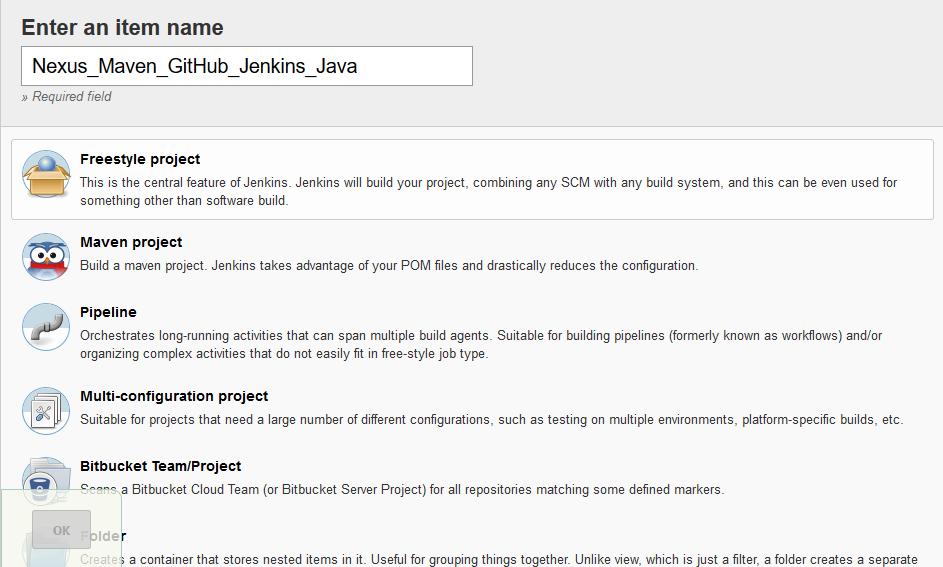 Enter an item name
Nexus_Maven_GitHub_Jenkins_Java
» Required field
Freestyle project
This is the central feature of Jenkins. Jenkins will build your project, combining any SCM with any build system, and this can be even used for
something other than software build.
Maven project
Build a maven project. Jenkins takes advantage of your POM files and drastically reduces the configuration.
Pipeline
Orchestrates long-running activities that can span multiple build agents. Suitable for building pipelines (formerly known as workflows) and/or
organizing complex activities that do not easily fit in free-style job type.
Multi-configuration project
Suitable for projects that need a large number of different configurations, such as testing on multiple environments, platform-specific builds, etc.
Bitbucket Team/Project
Scans a Bitbucket Cloud Team (or Bitbucket Server Project) for all repositories matching some defined markers.
OK
Folder
Creates a container that stores nested items in it. Useful for grouping things together. Unlike view, which is just a filter, a folder creates a separate